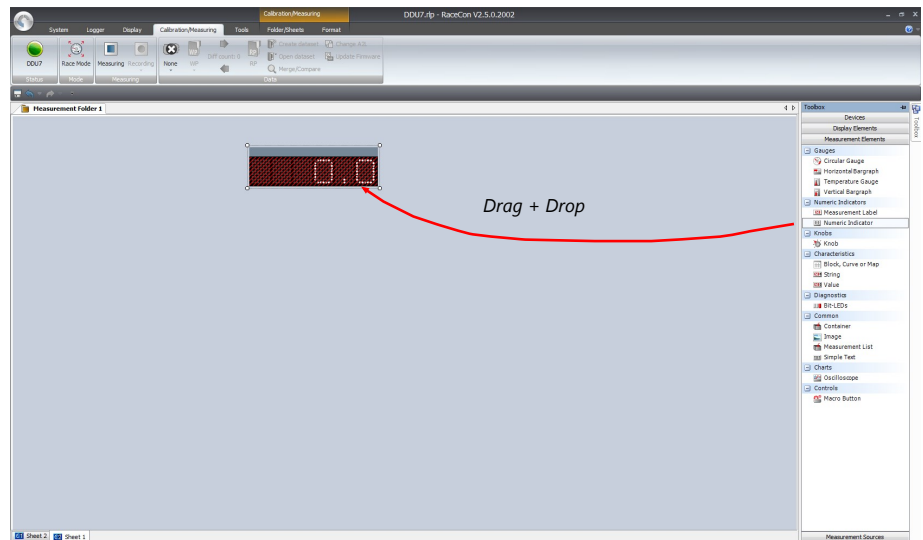 Calibration/Measuring
DDU7.rlp - RaceCon V2.5.0.2002
System Logger Display Calibration/Measuring Tools Folder/Sheets Format
DDU7 Race Mode Measuring Recording None WP Diff count: 0 RP
Create dataset Change A2L
Open dataset Update Firmware
Merge/Compare
Status Mode Measuring Data
Measurement Folder 1
Toolbox
Toolbox
Devices
Display Elements
Measurement Elements
Gauges
Circular Gauge
Horizontal Bargraph
Temperature Gauge
Vertical Bargraph
Numeric Indicators
Measurement Label
Numeric Indicator
Knobs
Knob
Characteristics
Block, Curve or Map
String
Value
Diagnostics
Bit-LEDs
Common
Container
Image
Measurement List
Simple Text
Charts
Oscilloscope
Controls
Macro Button
0.0
Drag + Drop
Sheet 2 Sheet 1
Measurement Sources